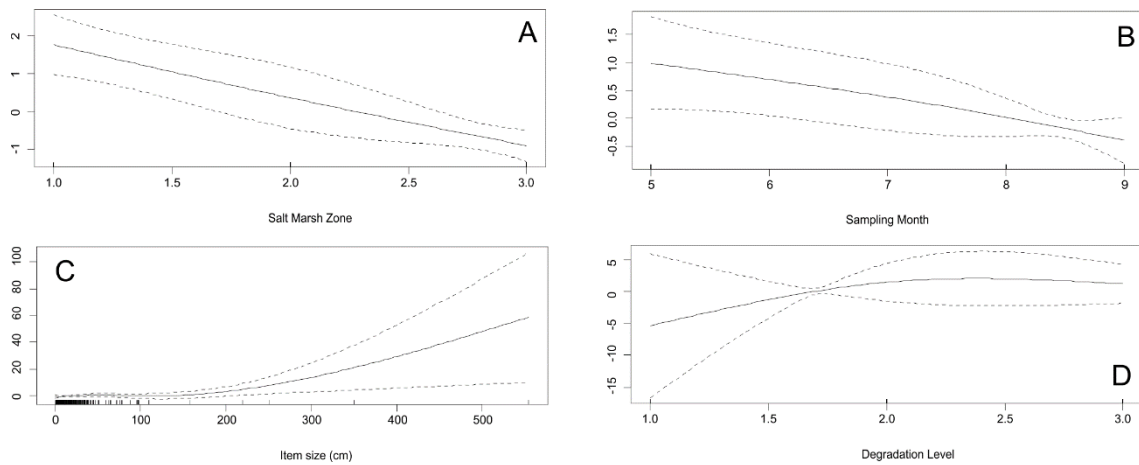 A
2
1
0
-1
1.0 1.5 2.0 2.5 3.0
Salt Marsh Zone
B
1.5
1.0
0.5
0.0
-0.5
5 6 7 8 9
Sampling Month
C
100
80
60
40
20
0
0 100 200 300 400 500
Item size (cm)
5
0
-5
-10
-15
D
1.0 1.5 2.0 2.5 3.0
Degradation Level